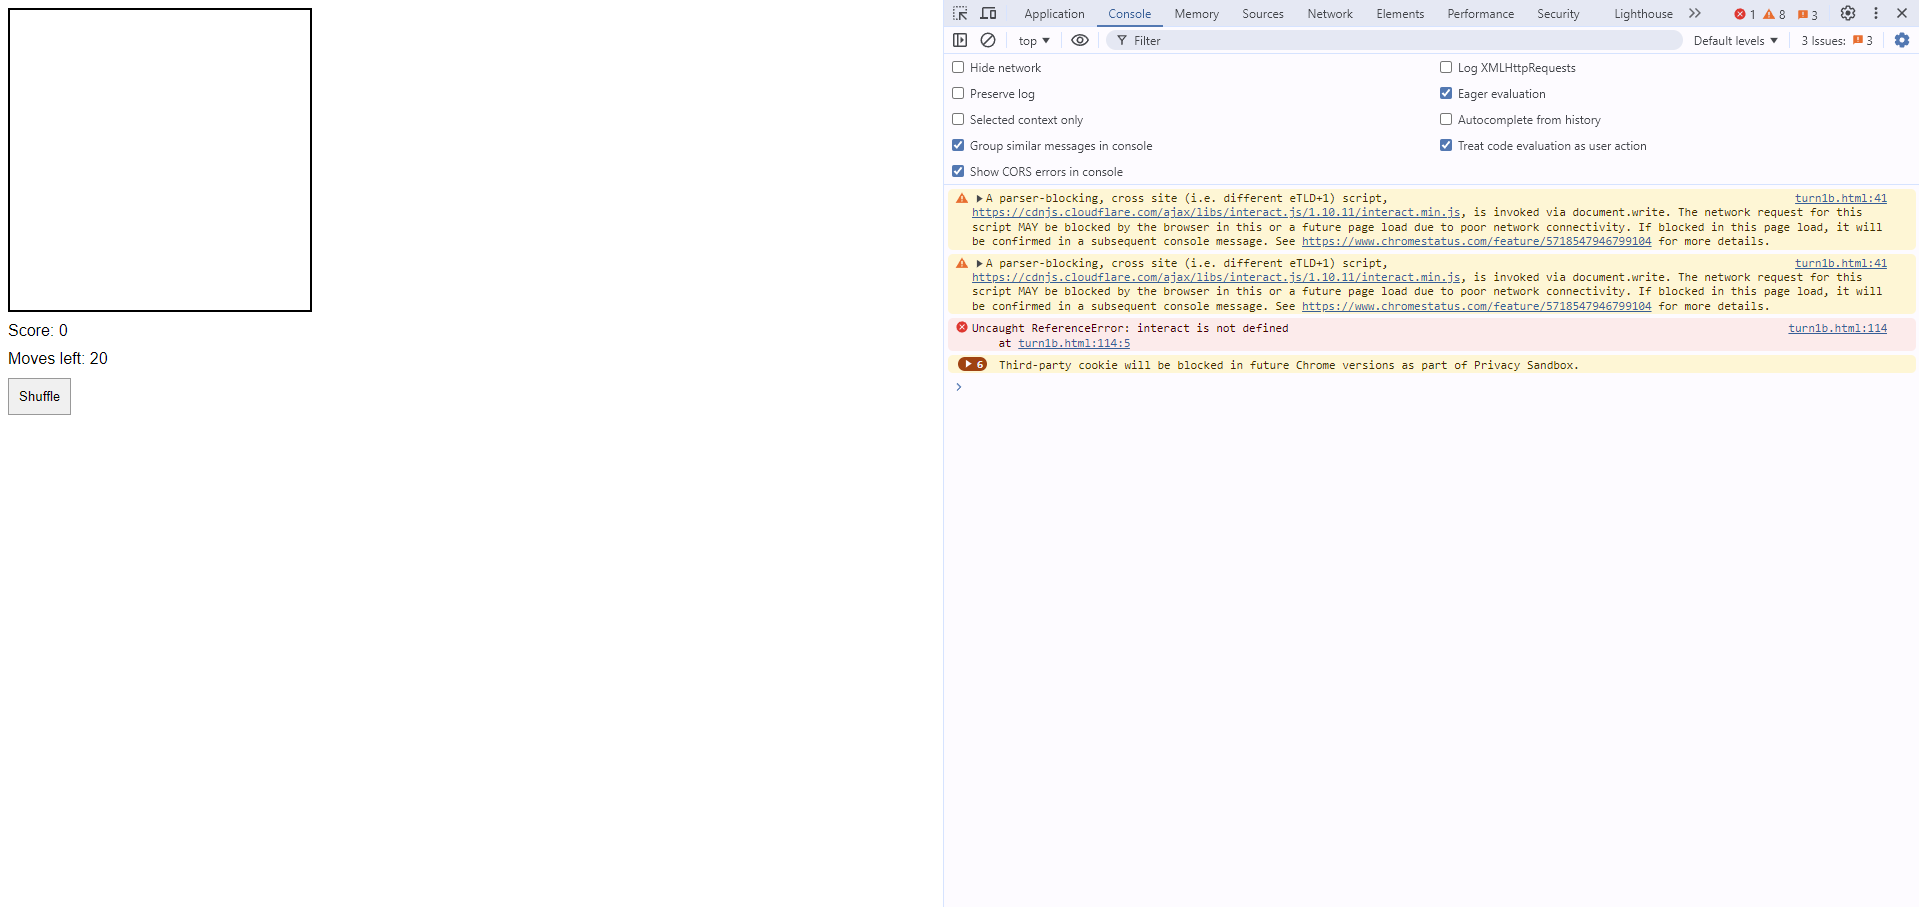 Score: 0
Moves left: 20
Shuffle
Application Console Memory Sources Network Elements Performance Security Lighthouse 1 8 3
top Filter Default levels 3 Issues: 3
Hide network
Log XMLHttpRequests
Preserve log
Eager evaluation
Selected context only
Autocomplete from history
Group similar messages in console
Treat code evaluation as user action
Show CORS errors in console
A parser-blocking, cross site (i.e. different eTLD+1) script, turn1b.html:41
https://cdnjs.cloudflare.com/ajax/libs/interact.js/1.10.11/interact.min.js, is invoked via document.write. The network request for this
script MAY be blocked by the browser in this or a future page load due to poor network connectivity. If blocked in this page load, it will
be confirmed in a subsequent console message. See https://www.chromestatus.com/feature/5718547946799104 for more details.
A parser-blocking, cross site (i.e. different eTLD+1) script, turn1b.html:41
https://cdnjs.cloudflare.com/ajax/libs/interact.js/1.10.11/interact.min.js, is invoked via document.write. The network request for this
script MAY be blocked by the browser in this or a future page load due to poor network connectivity. If blocked in this page load, it will
be confirmed in a subsequent console message. See https://www.chromestatus.com/feature/5718547946799104 for more details.
Uncaught ReferenceError: interact is not defined turn1b.html:114
at turn1b.html:114:5
6 Third-party cookie will be blocked in future Chrome versions as part of Privacy Sandbox.